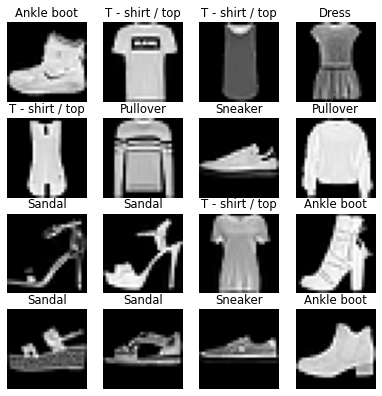 Ankle boot T - shirt / top T - shirt / top Dress
T - shirt / top Pullover Sneaker Pullover
Sandal Sandal T - shirt / top Ankle boot
Sandal Sandal Sneaker Ankle boot